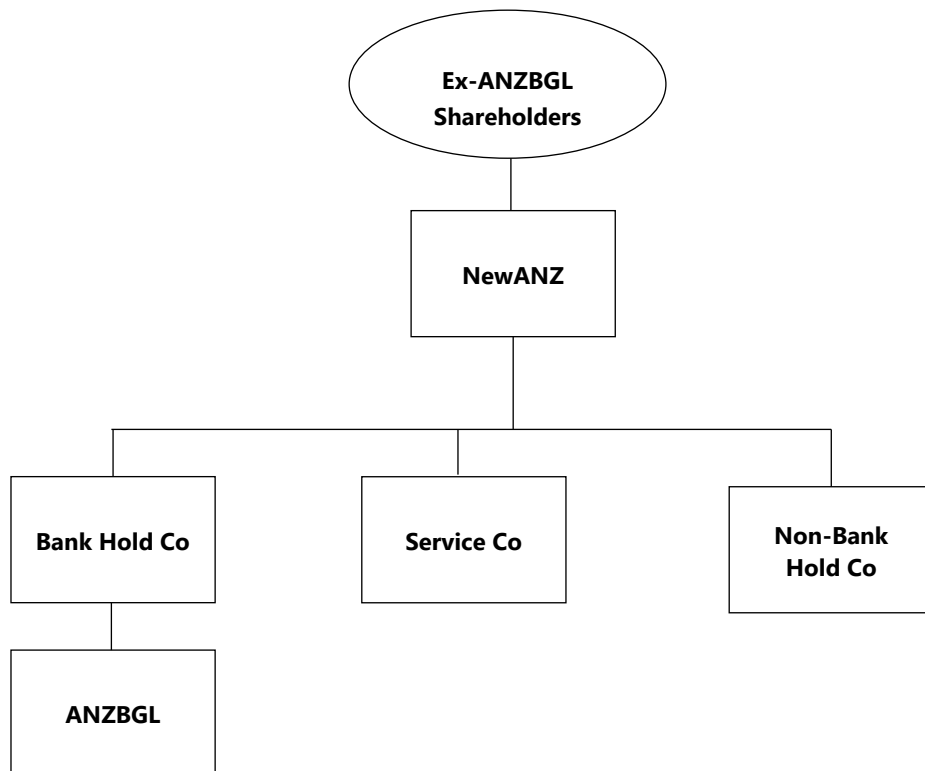 Ex-ANZBGL
Shareholders
NewANZ
Bank Hold Co
Service Co
Non-Bank
Hold Co
ANZBGL